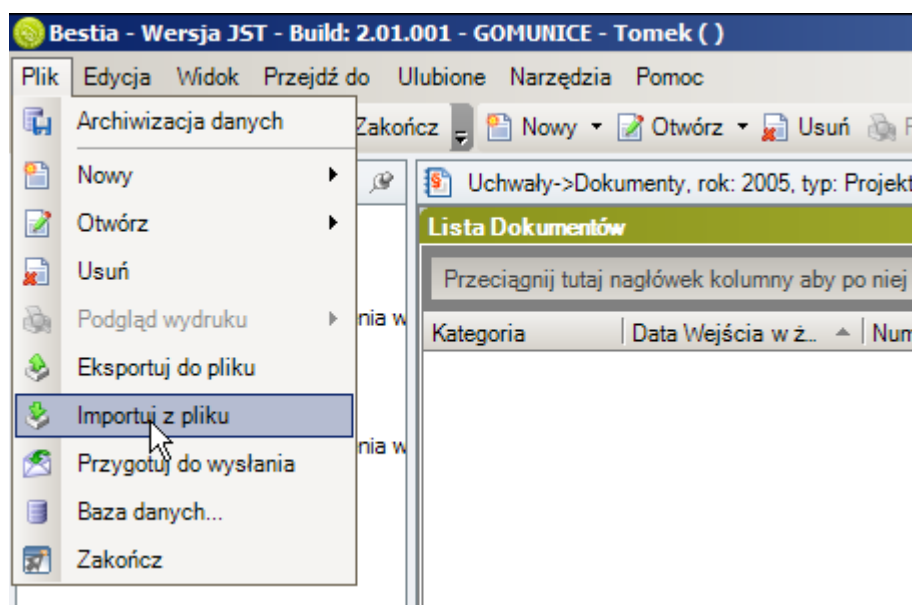 Bestia - Wersja JST - Build: 2.01.001 - GOMUNICE - Tomek ( )
Plik Edycja Widok Przejdź do Ulubione Narzędzia Pomoc
Zakończ Nowy Otwórz Usuń
Archiwizacja danych
Nowy
Otwórz
Usuń
Podgląd wydruku
Eksportuj do pliku
Importuj z pliku
Przygotuj do wysłania
Baza danych...
Zakończ
nia w
nia w
Uchwały->Dokumenty, rok: 2005, typ: Projekt
Lista Dokumentów
Przeciągnij tutaj nagłówek kolumny aby po niej
Kategoria Data Wejścia w ż... Num